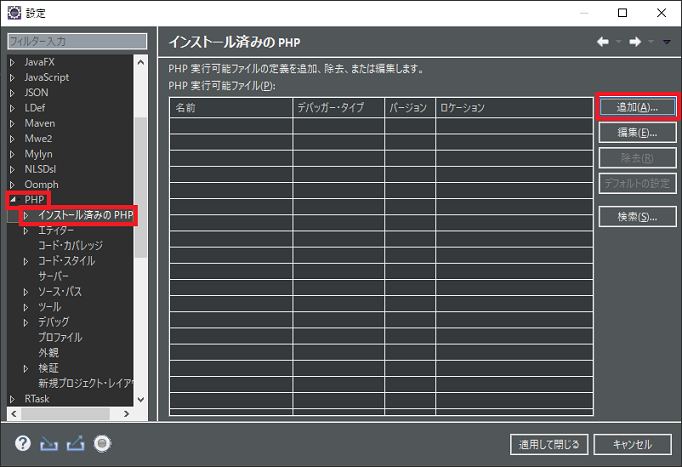 設定
フィルター入力
JavaFX
JavaScript
JSON
LDef
Maven
Mwe2
Mylyn
NLSDsl
Oomph
PHP
インストール済みの PHP
エディター
コード・カバレッジ
コード・スタイル
サーバー
ソース・パス
ツール
デバッグ
プロファイル
外観
検証
新規プロジェクト・レイアウ
RTask
インストール済みの PHP
PHP 実行可能ファイルの定義を追加、除去、または編集します。
PHP 実行可能ファイル(P):
名前 デバッガー・タイプ バージョン ロケーション
追加(A)...
編集(E)...
除去(R)
デフォルトの設定
検索(S)...
適用して閉じる
キャンセル